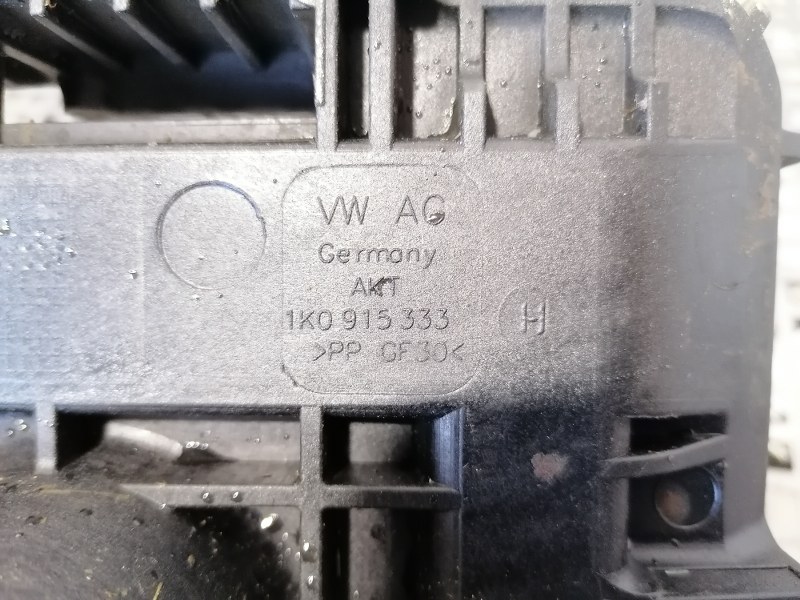 VW AG
Germany
AKT
1K0 915 333
>PP GF30<
H